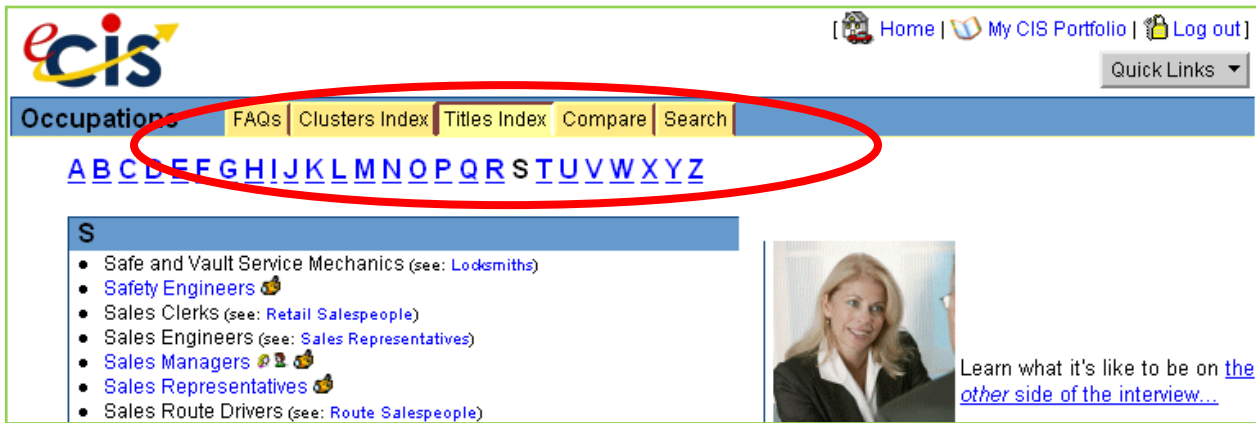 eCIS
[ Home | My CIS Portfolio | Log out ]
Quick Links
Occupations FAQs Clusters Index Titles Index Compare Search
A B C D E F G H I J K L M N O P Q R S T U V W X Y Z
S
Safe and Vault Service Mechanics (see: Locksmiths)
Safety Engineers
Sales Clerks (see: Retail Salespeople)
Sales Engineers (see: Sales Representatives)
Sales Managers
Sales Representatives
Sales Route Drivers (see: Route Salespeople)
Learn what it's like to be on the
other side of the interview...